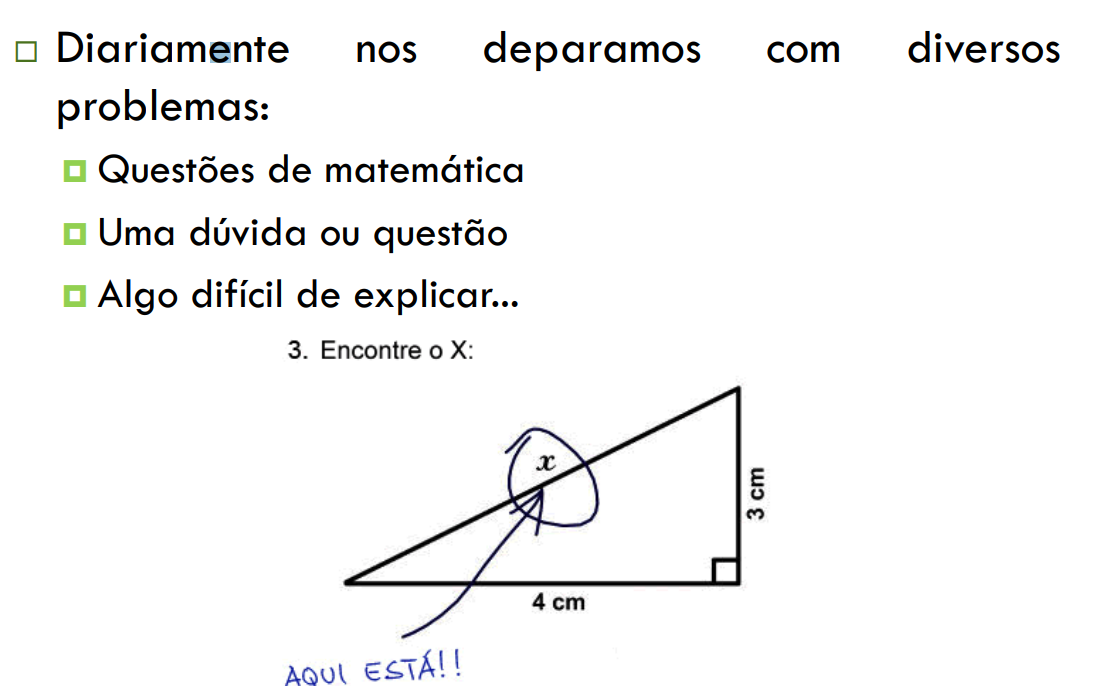 Diariamente nos deparamos com diversos
problemas:
Questões de matemática
Uma dúvida ou questão
Algo difícil de explicar...
3. Encontre o X:
x
3 cm
4 cm
AQUI ESTÁ!!